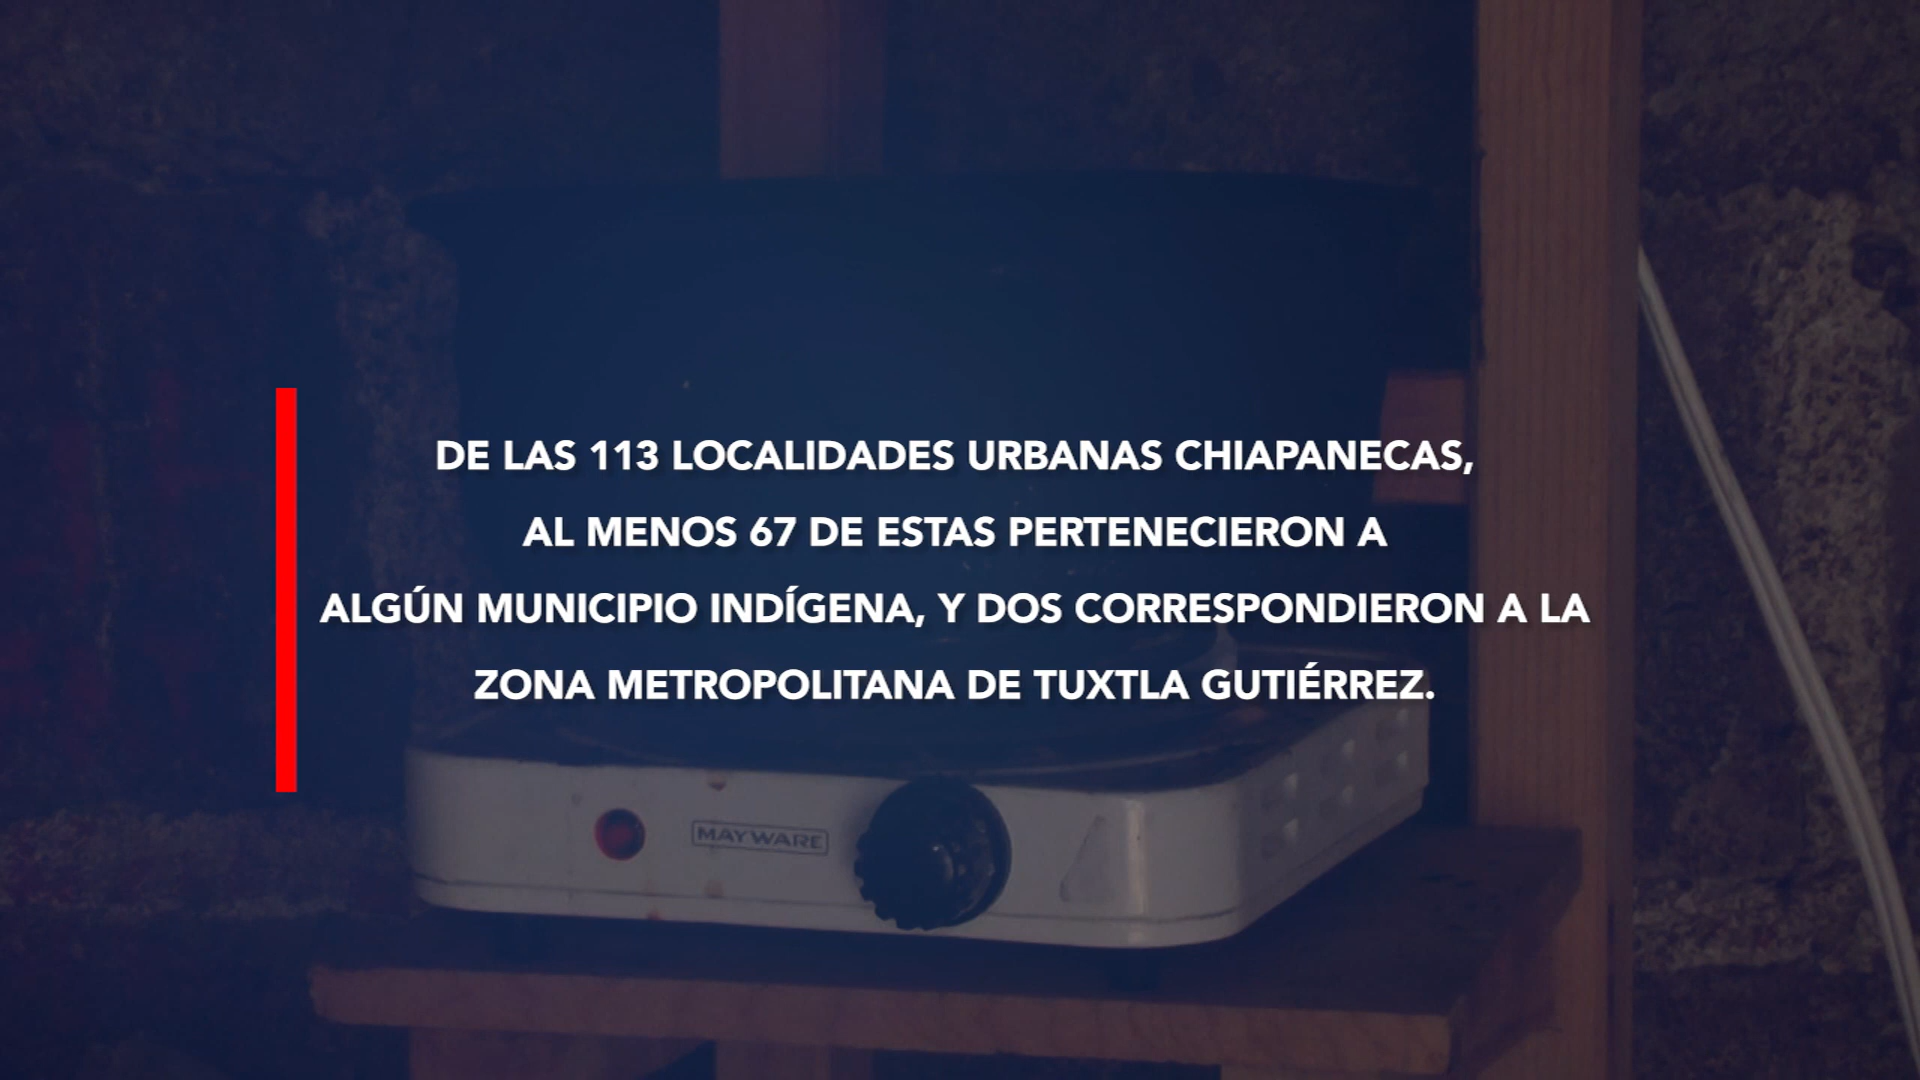 DE LAS 113 LOCALIDADES URBANAS CHIAPANECAS,
AL MENOS 67 DE ESTAS PERTENECIERON A
ALGÚN MUNICIPIO INDÍGENA, Y DOS CORRESPONDIERON A LA
ZONA METROPOLITANA DE TUXTLA GUTIÉRREZ.
MAYWARE